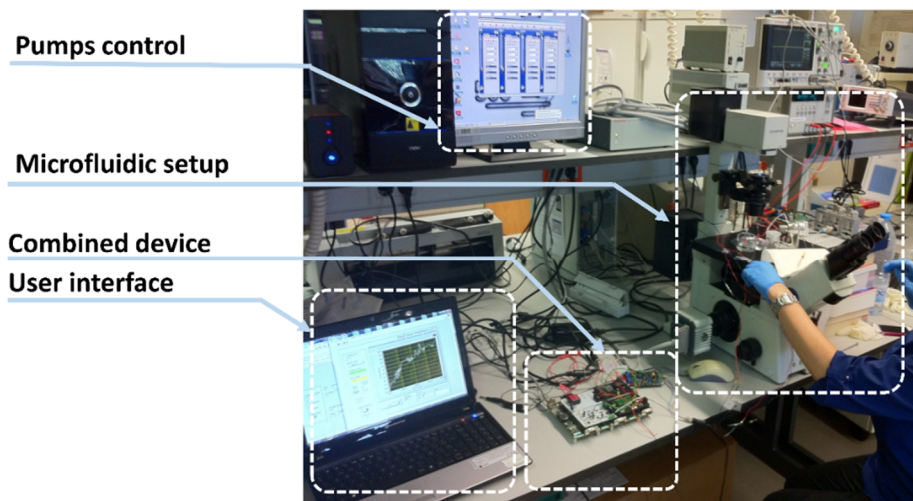 Pumps control
Microfluidic setup
Combined device
User interface